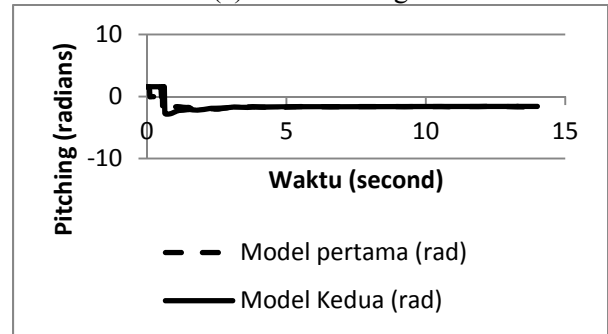 Pitching (radians)
10
0
-10
0
5
10
15
Waktu (second)
Model pertama (rad)
Model Kedua (rad)